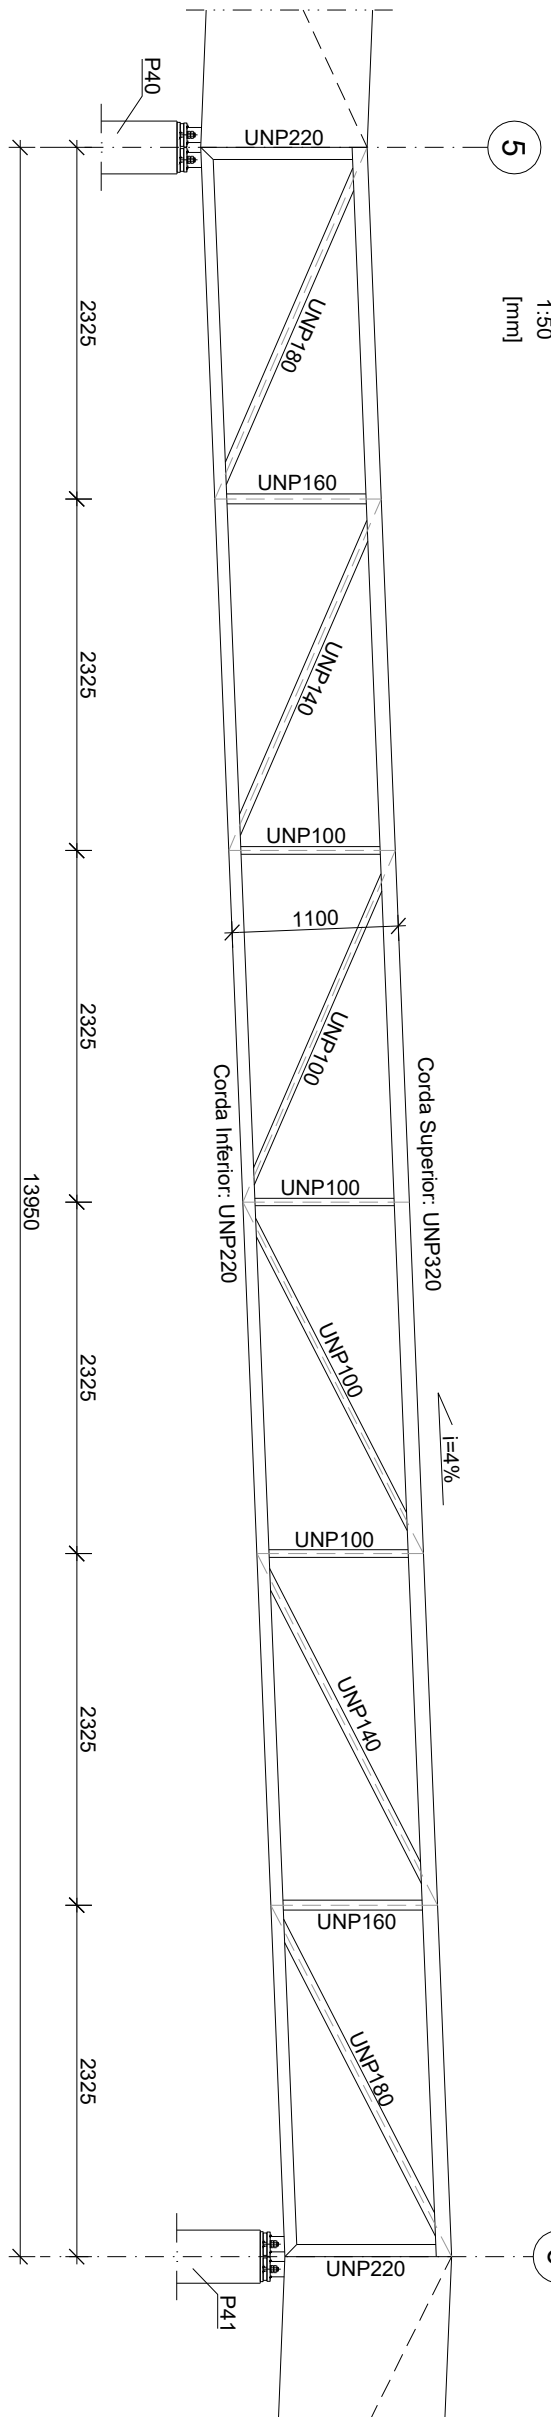 P40
UNP220
5
1:50
[mm]
2325
UNP180
UNP160
2325
UNP140
UNP100
1100
2325
UNP100
Corda Superior: UNP320
Corda Inferior: UNP220
UNP100
13950
2325
UNP100
i=4%
UNP100
2325
UNP140
UNP160
2325
UNP180
UNP220
P41